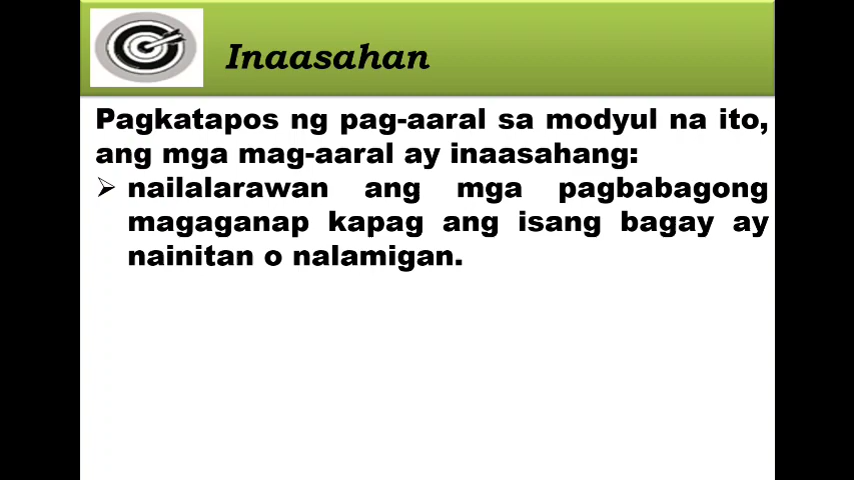 Inaasahan
Pagkatapos ng pag-aaral sa modyul na ito,
ang mga mag-aaral ay inaasahang:
➢ nailalarawan ang mga pagbabagong
magaganap kapag ang isang bagay ay
nainitan o nalamigan.